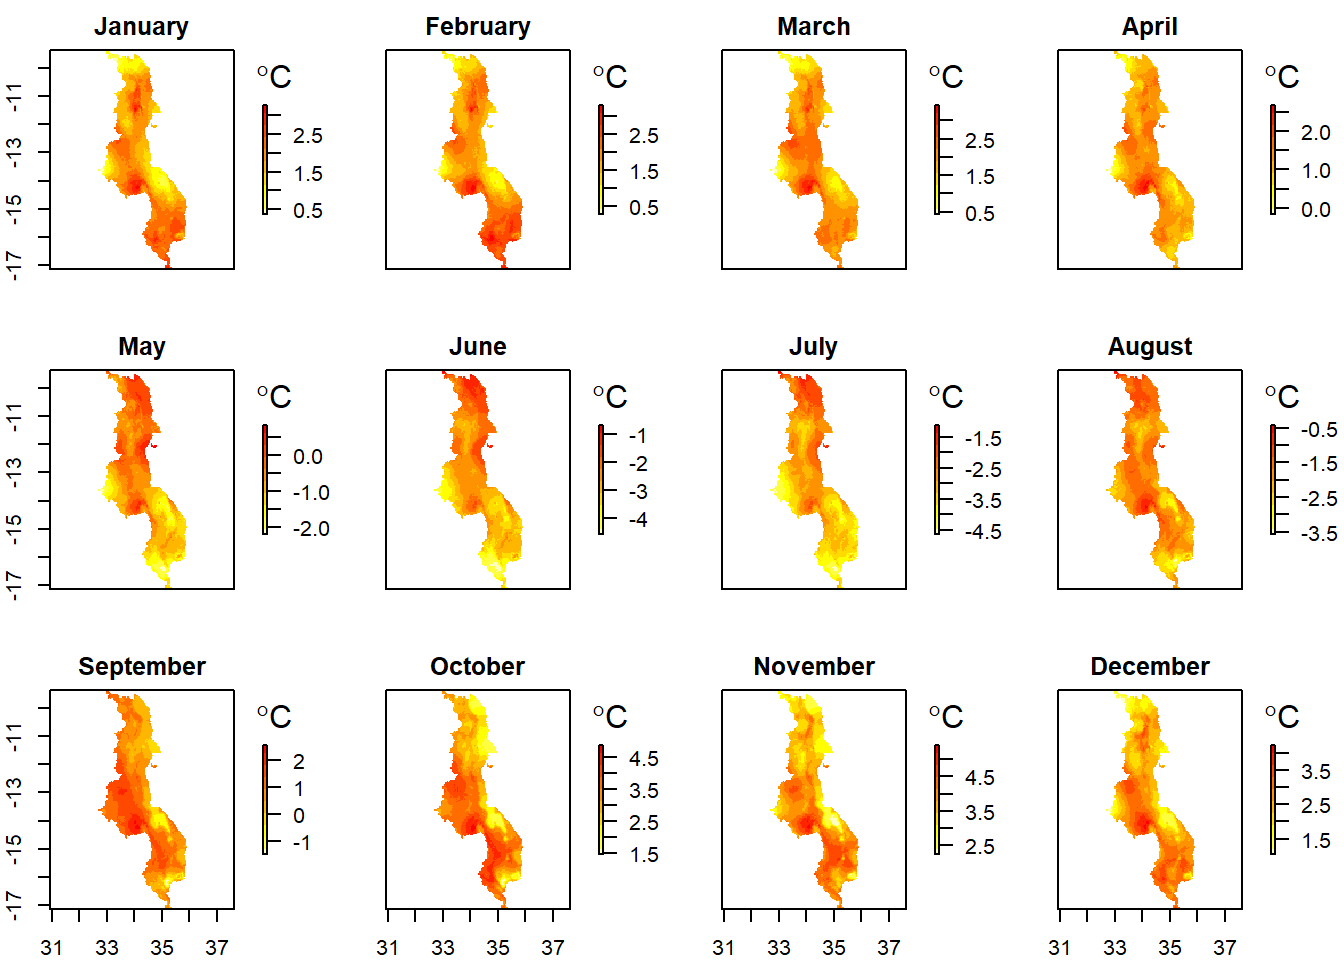 January February March April
°C °C °C °C
-11 -13 -15 -17
2.5 1.5 0.5
2.5 1.5 0.5
2.5 1.5 0.5
2.0 1.0 0.0
May June July August
°C °C °C °C
-11 -13 -15 -17
0.0 -1.0 -2.0
-1 -2 -3 -4
-1.5 -2.5 -3.5 -4.5
-0.5 -1.5 -2.5 -3.5
September October November December
°C °C °C °C
-11 -13 -15 -17
2 1 0 -1
4.5 3.5 2.5 1.5
4.5 3.5 2.5
3.5 2.5 1.5
31 33 35 37 31 33 35 37 31 33 35 37 31 33 35 37